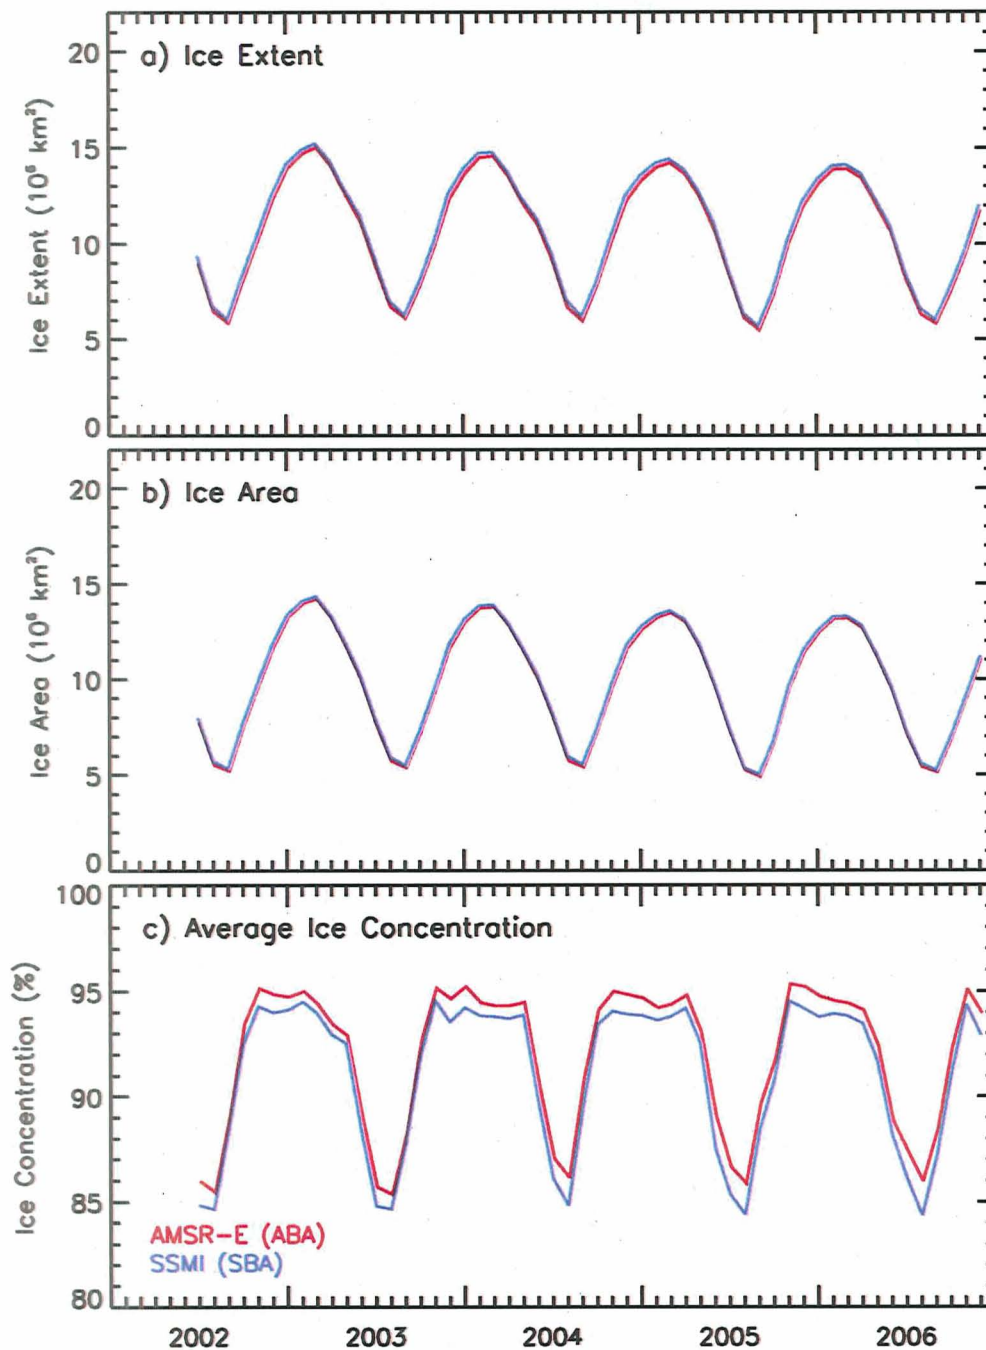 20
a) Ice Extent
15
10
5
0
Ice Extent (10⁶ km²)
20
b) Ice Area
15
10
5
0
Ice Area (10⁶ km²)
100
c) Average Ice Concentration
95
90
85
80
Ice Concentration (%)
AMSR-E (ABA)
SSMI (SBA)
2002 2003 2004 2005 2006